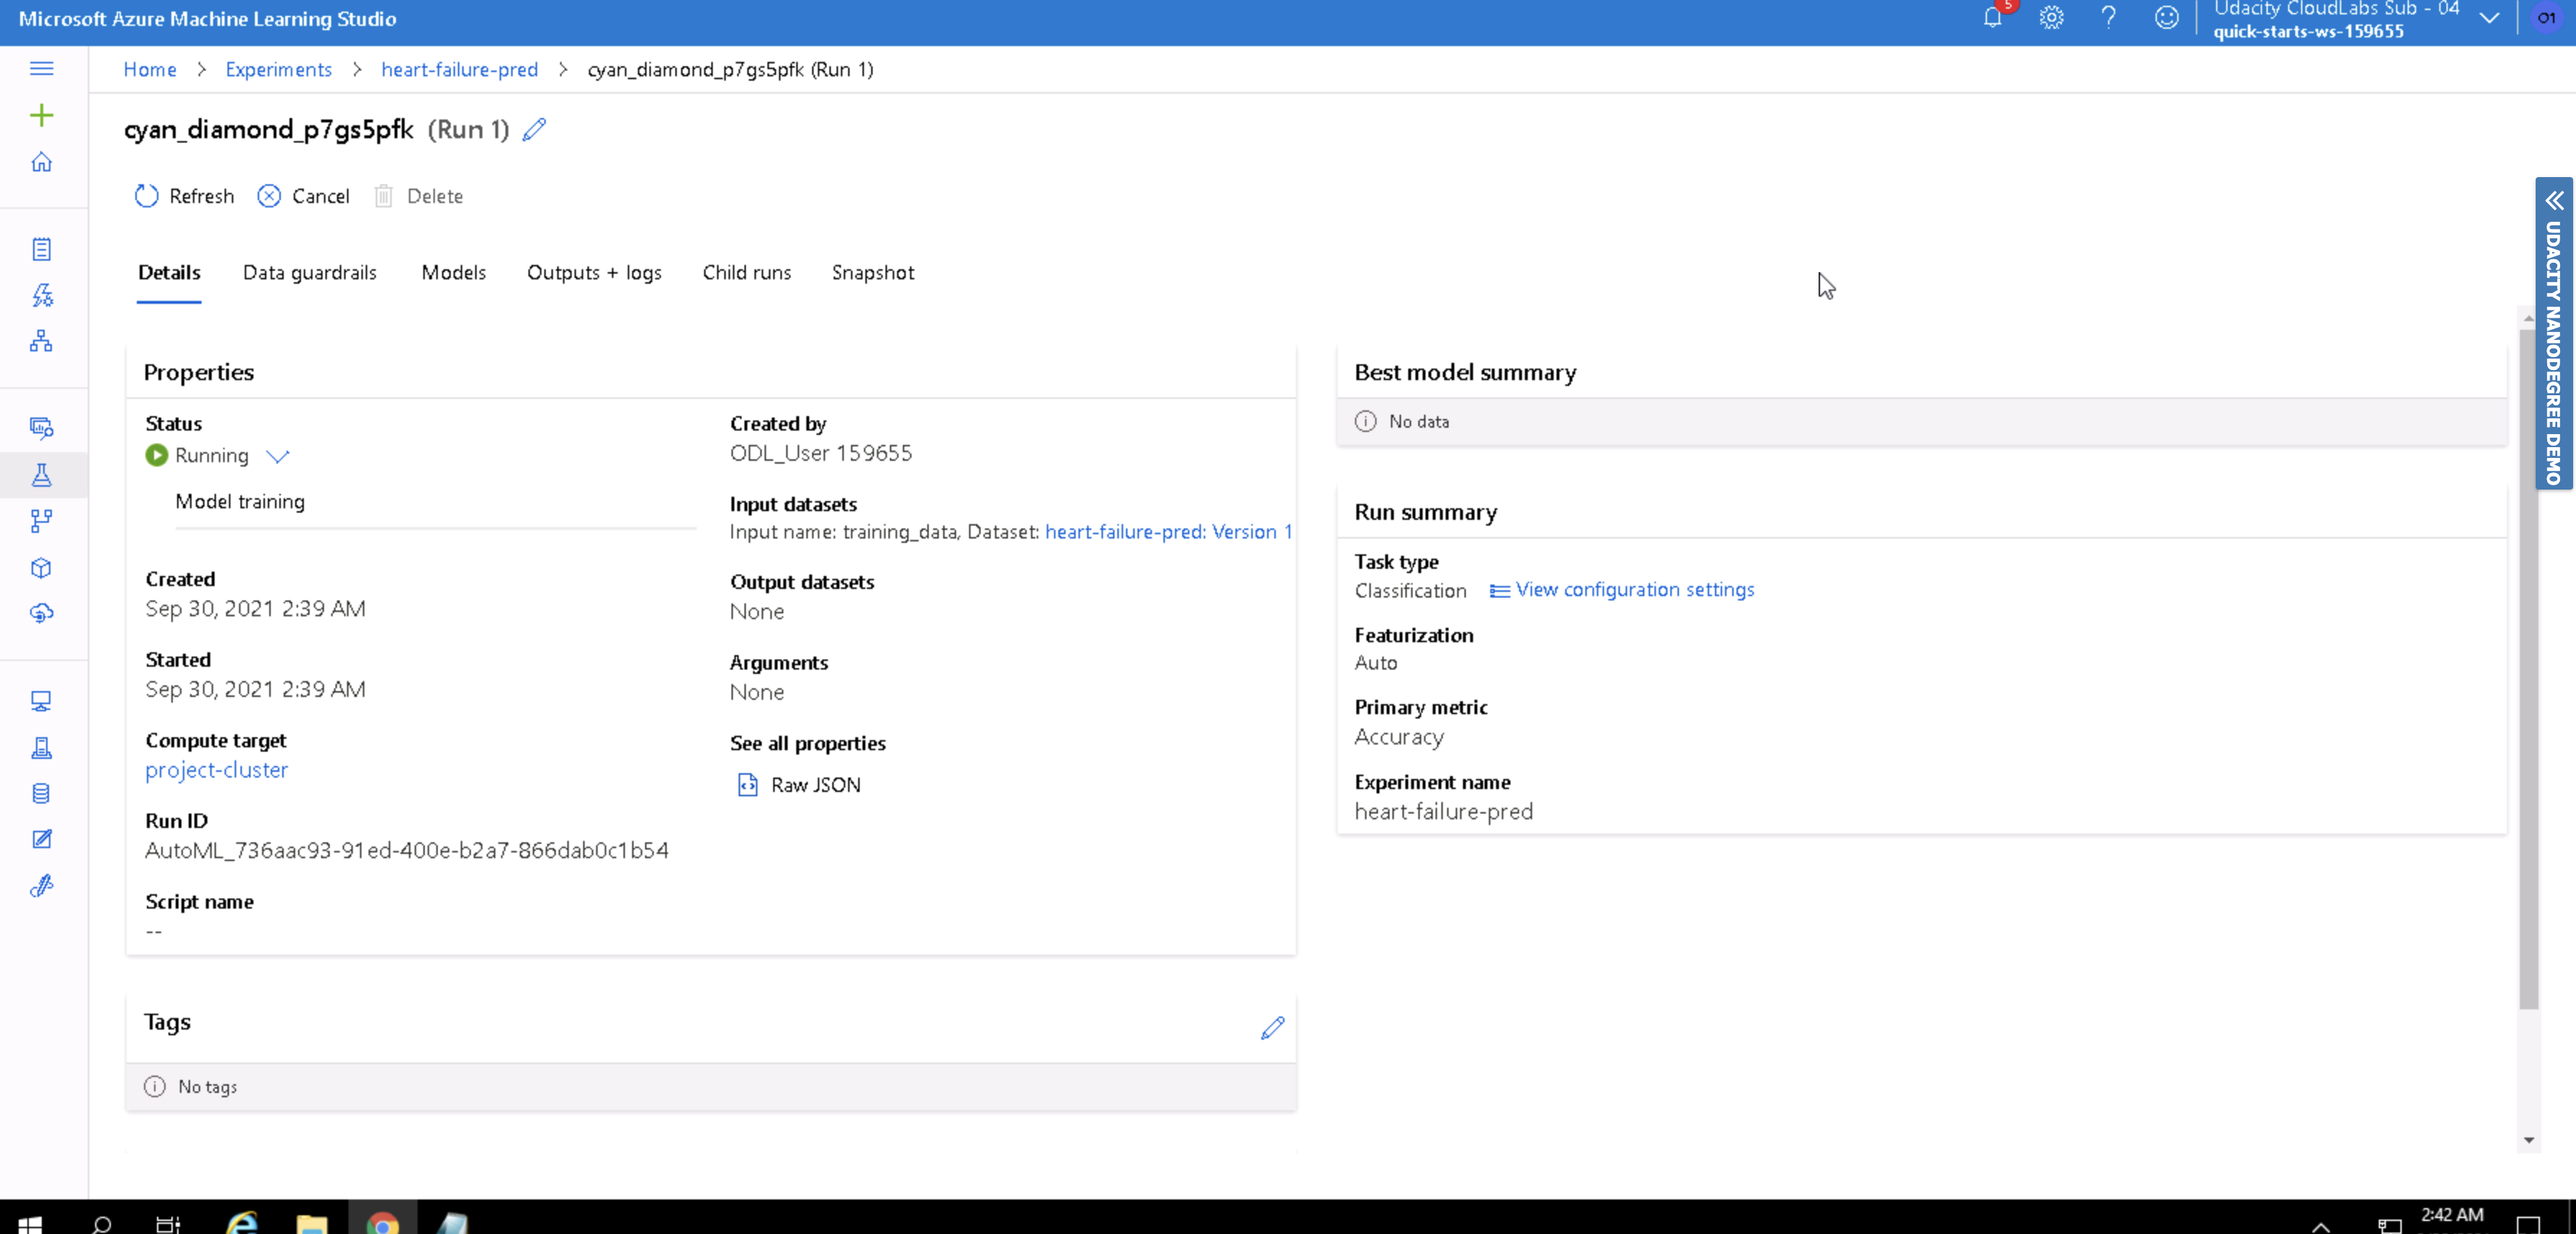 Microsoft Azure Machine Learning Studio
5
Udacity CloudLabs Sub - 04
quick-starts-ws-159655
O1
Home > Experiments > heart-failure-pred > cyan_diamond_p7gs5pfk (Run 1)
cyan_diamond_p7gs5pfk (Run 1)
Refresh Cancel Delete
Details Data guardrails Models Outputs + logs Child runs Snapshot
Properties
Status
Running
Model training
Created
Sep 30, 2021 2:39 AM
Started
Sep 30, 2021 2:39 AM
Compute target
project-cluster
Run ID
AutoML_736aac93-91ed-400e-b2a7-866dab0c1b54
Script name
--
Created by
ODL_User 159655
Input datasets
Input name: training_data, Dataset: heart-failure-pred: Version 1
Output datasets
None
Arguments
None
See all properties
Raw JSON
Tags
No tags
Best model summary
No data
Run summary
Task type
Classification View configuration settings
Featurization
Auto
Primary metric
Accuracy
Experiment name
heart-failure-pred
UDACITY NANODEGREE DEMO
2:42 AM